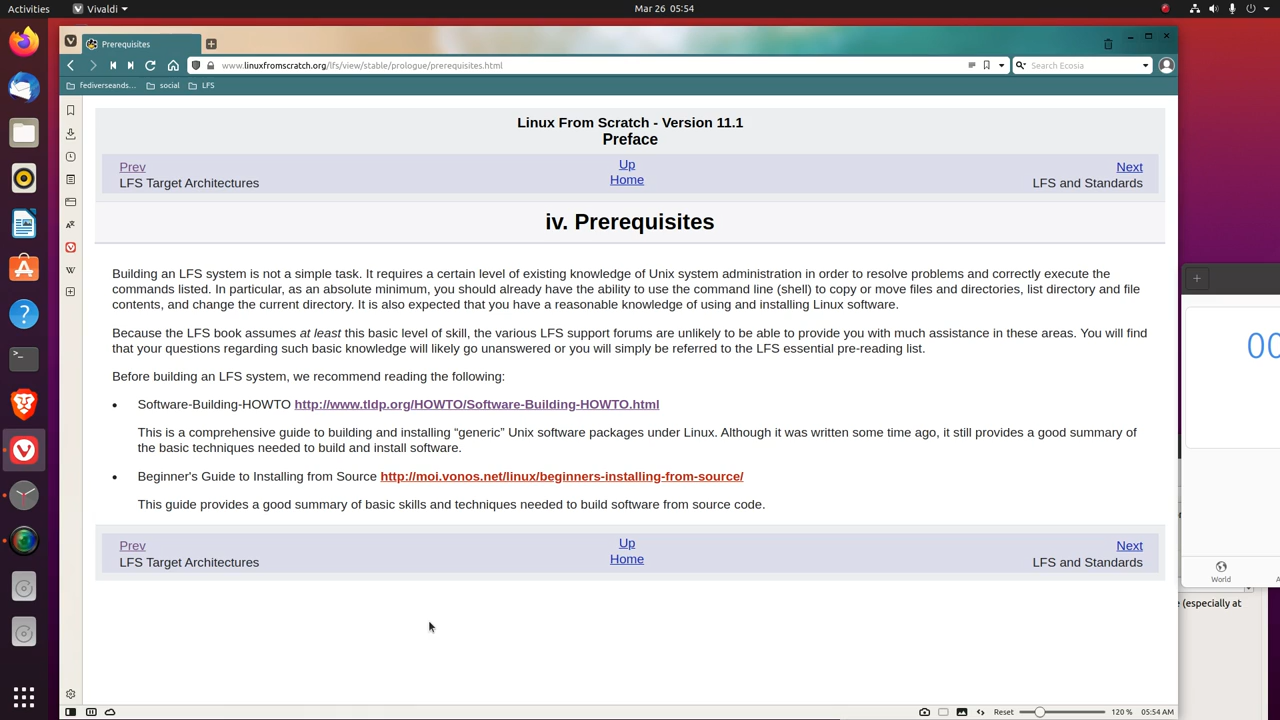 Activities
Vivaldi
Mar 26 05:54
Prerequisites
www.linuxfromscratch.org/lfs/view/stable/prologue/prerequisites.html
Search Ecosia
fediverseands...
social
LFS
Linux From Scratch - Version 11.1
Preface
Prev
Up
Next
LFS Target Architectures
Home
LFS and Standards
iv. Prerequisites
Building an LFS system is not a simple task. It requires a certain level of existing knowledge of Unix system administration in order to resolve problems and correctly execute the
commands listed. In particular, as an absolute minimum, you should already have the ability to use the command line (shell) to copy or move files and directories, list directory and file
contents, and change the current directory. It is also expected that you have a reasonable knowledge of using and installing Linux software.
Because the LFS book assumes at least this basic level of skill, the various LFS support forums are unlikely to be able to provide you with much assistance in these areas. You will find
that your questions regarding such basic knowledge will likely go unanswered or you will simply be referred to the LFS essential pre-reading list.
Before building an LFS system, we recommend reading the following:
• Software-Building-HOWTO http://www.tldp.org/HOWTO/Software-Building-HOWTO.html
This is a comprehensive guide to building and installing “generic” Unix software packages under Linux. Although it was written some time ago, it still provides a good summary of
the basic techniques needed to build and install software.
• Beginner's Guide to Installing from Source http://moi.vonos.net/linux/beginners-installing-from-source/
This guide provides a good summary of basic skills and techniques needed to build software from source code.
Prev
Up
Next
LFS Target Architectures
Home
LFS and Standards
00
World
e (especially at
Reset
120 %
05:54 AM